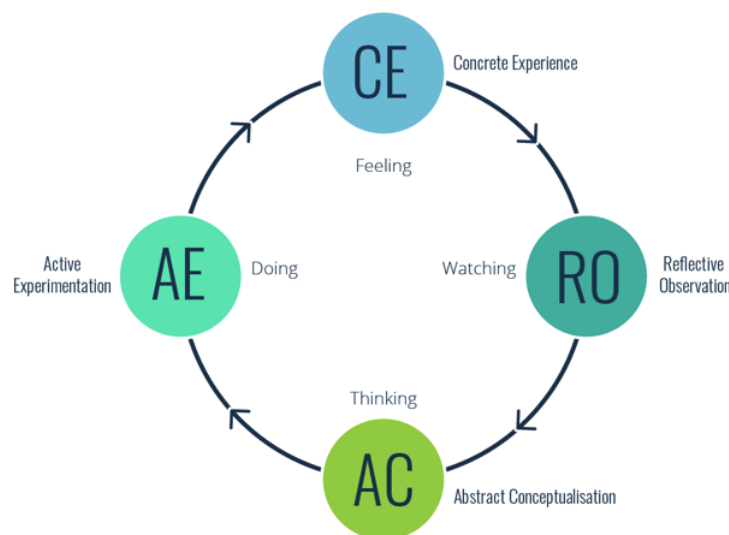 CE
Concrete Experience
Feeling
Active
Experimentation
AE
Doing
Watching
RO
Reflective
Observation
Thinking
AC
Abstract Conceptualisation